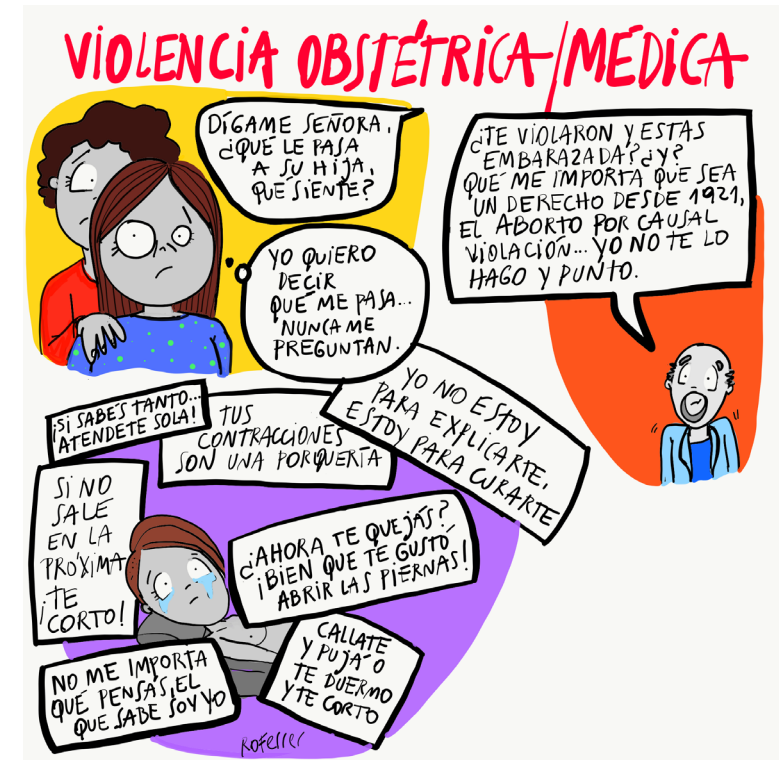 VIOLENCIA OBSTÉTRICA/MÉDICA
DÍGAME SEÑORA,
¿QUÉ LE PASA
A SU HIJA,
QUÉ SIENTE?
YO QUIERO
DECIR
QUÉ ME PASA...
NUNCA ME
PREGUNTAN.
¿TE VIOLARON Y ESTAS
EMBARAZADA? ¿Y?
QUÉ ME IMPORTA QUE SEA
UN DERECHO DESDE 1921,
EL ABORTO POR CAUSAL
VIOLACIÓN... YO NO TE LO
HAGO Y PUNTO.
¡SI SABÉS TANTO...
ATENDETE SOLA!
TUS
CONTRACCIONES
SON UNA PORQUERÍA
YO NO ESTOY
PARA EXPLICARTE,
ESTOY PARA CURARTE
SI NO
SALE
EN LA
PRÓXIMA
¡TE
CORTO!
¿AHORA TE QUEJÁS?
¡BIEN QUE TE GUSTÓ
ABRIR LAS PIERNAS!
NO ME IMPORTA
QUÉ PENSÁS, EL
QUE SABE SOY YO
CALLATE
Y PUJÁ O
TE DUERMO
Y TE CORTO
ROFERRER